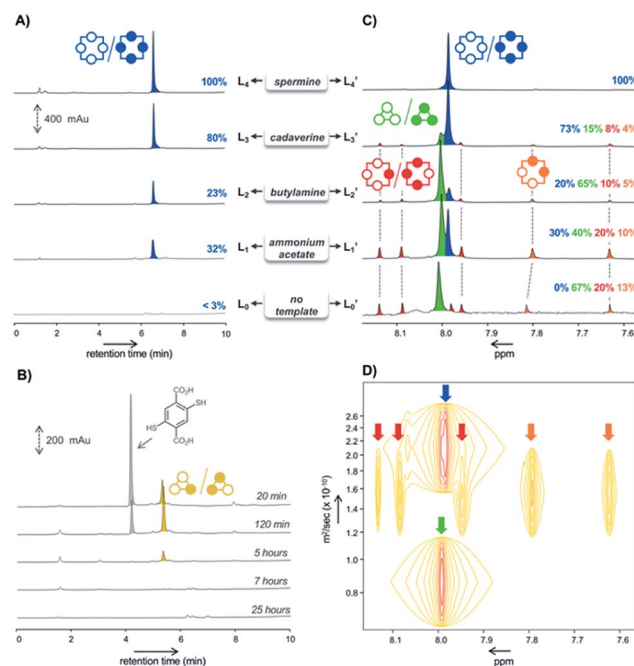 A)
100%
400 mAu
80%
23%
32%
< 3%
0 2 4 6 8 10
retention time (min)
L4 spermine L4'
L3 cadaverine L3'
L2 butylamine L2'
L1 ammonium acetate L1'
L0 no template L0'
C)
100%
73% 15% 8% 4%
20% 65% 10% 5%
30% 40% 20% 10%
0% 67% 20% 13%
8.1 8.0 7.9 7.8 7.7 7.6
ppm
B)
200 mAu
CO2H
SH
HS
CO2H
20 min
120 min
5 hours
7 hours
25 hours
0 2 4 6 8 10
retention time (min)
D)
m²/sec (x 10-10)
2.6
2.4
2.2
2.0
1.8
1.6
1.4
1.2
0.8
8.1 8.0 7.9 7.8 7.7 7.6
ppm